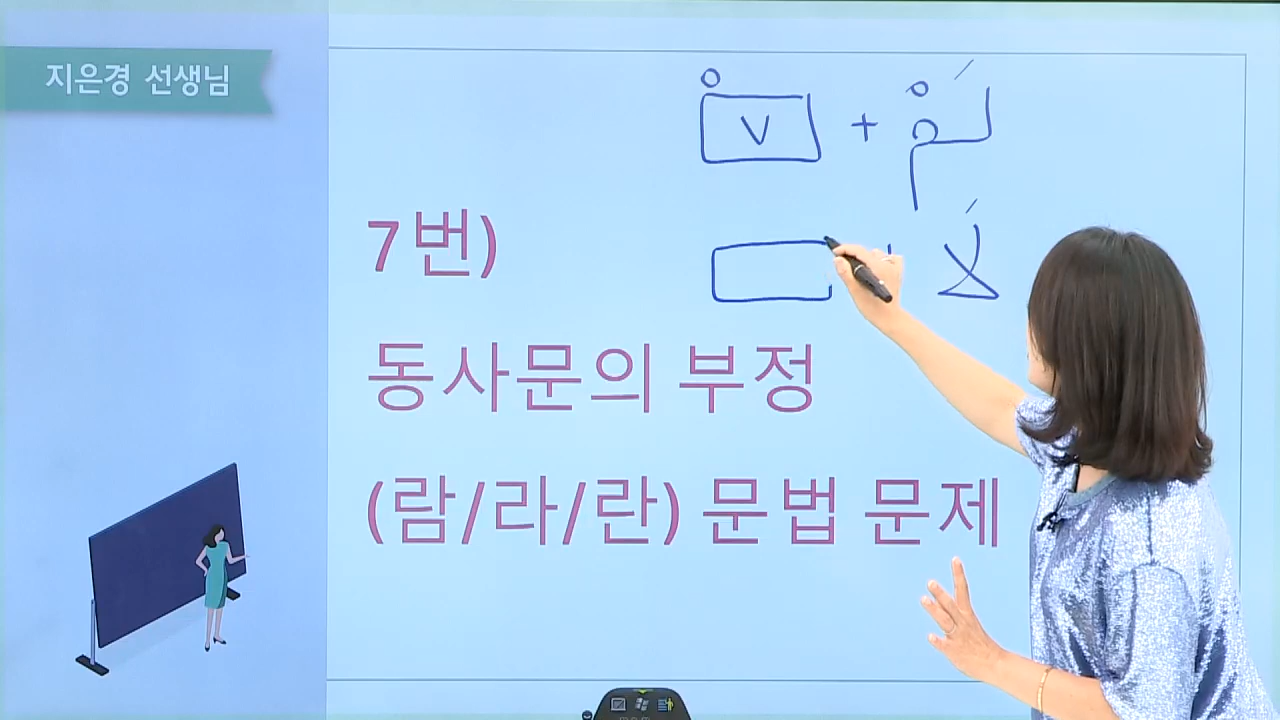 지은경 선생님
V + لَمْ
+ لَا
7번)
동사문의 부정
(람/라/란) 문법 문제